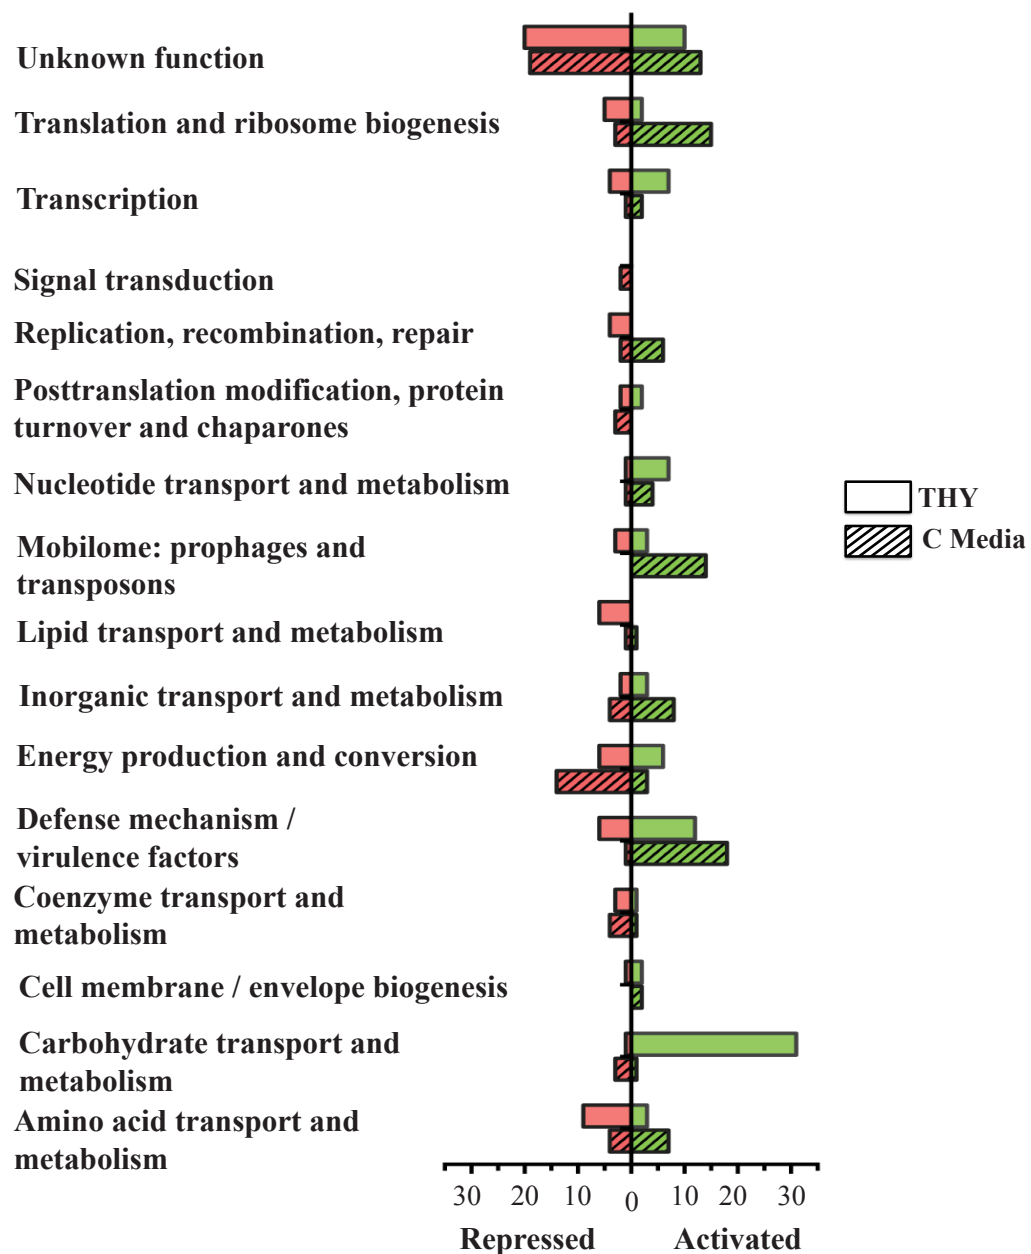 Unknown function
Translation and ribosome biogenesis
Transcription
Signal transduction
Replication, recombination, repair
Posttranslation modification, protein
turnover and chaparones
Nucleotide transport and metabolism
Mobilome: prophages and
transposons
Lipid transport and metabolism
Inorganic transport and metabolism
Energy production and conversion
Defense mechanism /
virulence factors
Coenzyme transport and
metabolism
Cell membrane / envelope biogenesis
Carbohydrate transport and
metabolism
Amino acid transport and
metabolism
THY
C Media
30 20 10 0 10 20 30
Repressed Activated